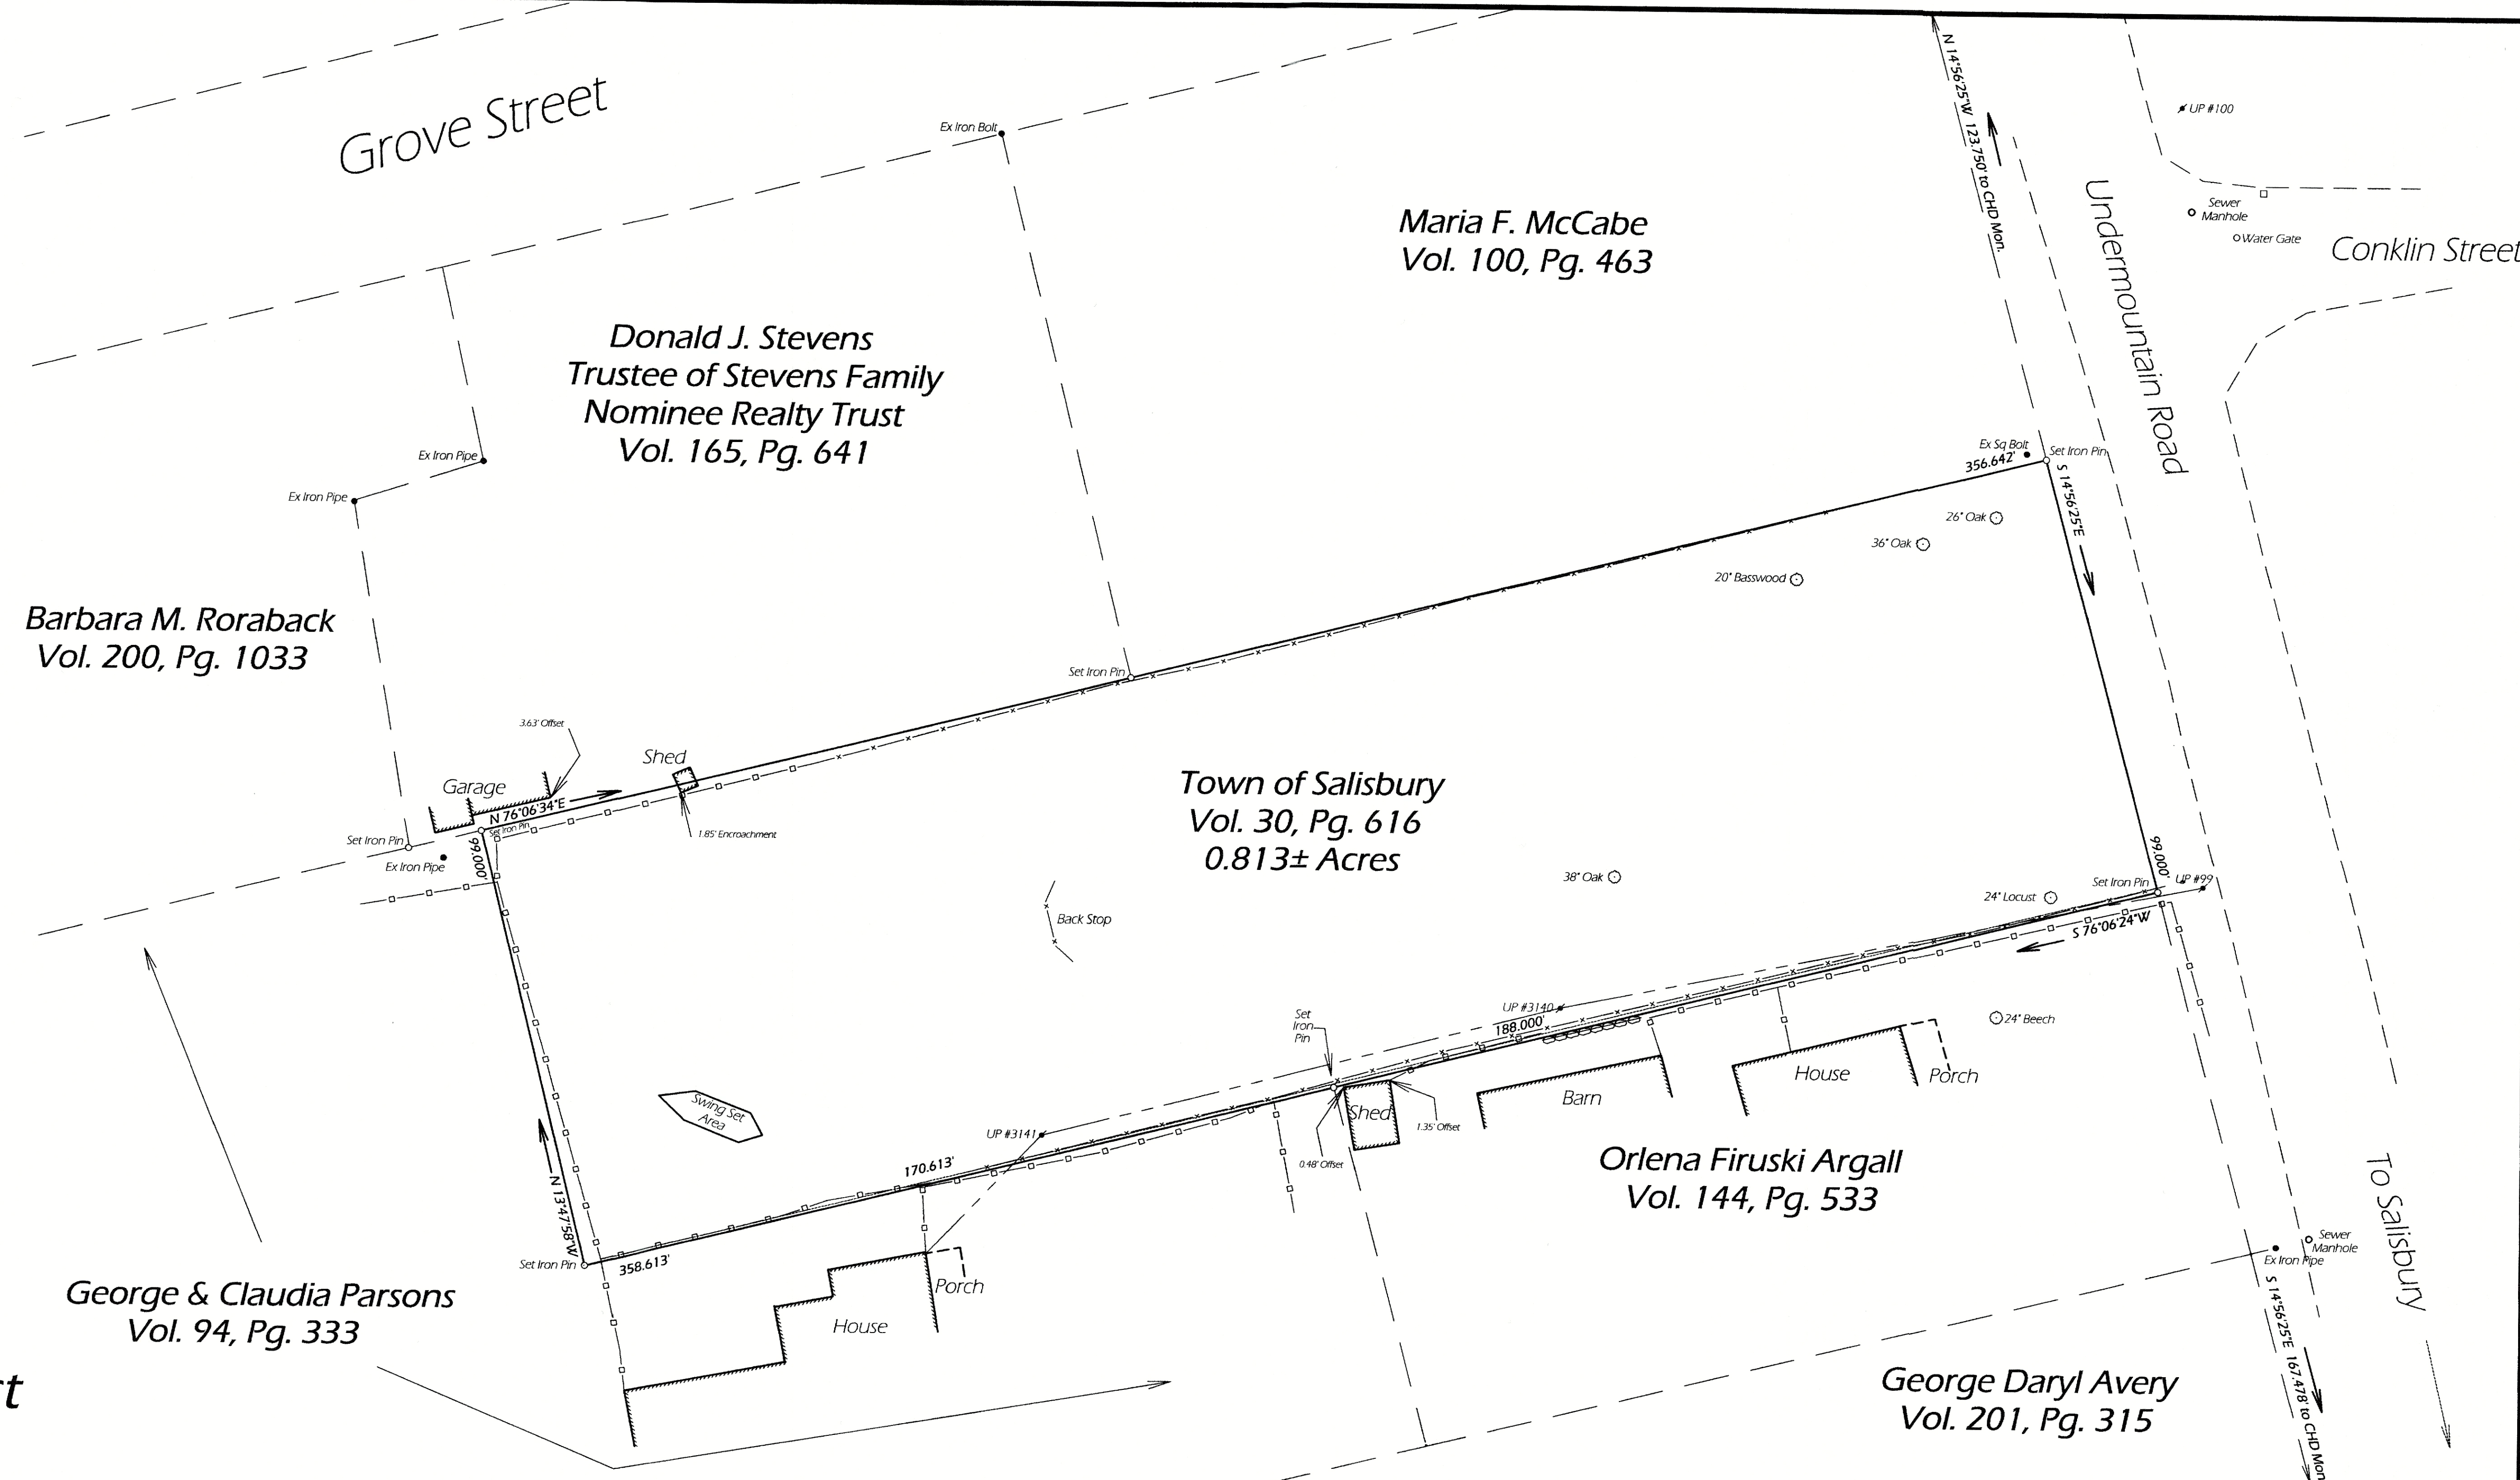 Grove Street
Ex Iron Bolt
N 14°56'25"W 123.750' to CHD Mon.
UP #100
Undermountain Road
Sewer
Manhole
Water Gate
Conklin Street
Maria F. McCabe
Vol. 100, Pg. 463
Donald J. Stevens
Trustee of Stevens Family
Nominee Realty Trust
Vol. 165, Pg. 641
Ex Iron Pipe
Ex Iron Pipe
Ex Sq Bolt
Set Iron Pin
356.642'
S 14°56'25"E
26" Oak
36" Oak
20" Basswood
Barbara M. Roraback
Vol. 200, Pg. 1033
Set Iron Pin
3.63' Offset
Shed
Garage
N 76°06'34"E
Set Iron Pin
Set Iron Pin
1.85' Encroachment
Ex Iron Pipe
99.000'
Town of Salisbury
Vol. 30, Pg. 616
0.813± Acres
38" Oak
99.000'
Set Iron Pin
UP #99
24" Locust
S 76°06'24"W
Back Stop
UP #3140
188.000'
Set
Iron
Pin
24" Beech
House
Porch
Barn
Shed
1.35' Offset
0.48' Offset
Swing Set
Area
UP #3141
170.613'
Orlena Firuski Argall
Vol. 144, Pg. 533
N 13°47'58"W
Set Iron Pin
358.613'
To Salisbury
Sewer
Manhole
Ex Iron Pipe
George & Claudia Parsons
Vol. 94, Pg. 333
Porch
House
S 14°56'25"E 167.478' to CHD Mon
George Daryl Avery
Vol. 201, Pg. 315
rt